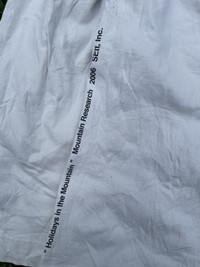 " Holidays in the Mountain " Mountain Research 2006 SETT, Inc.